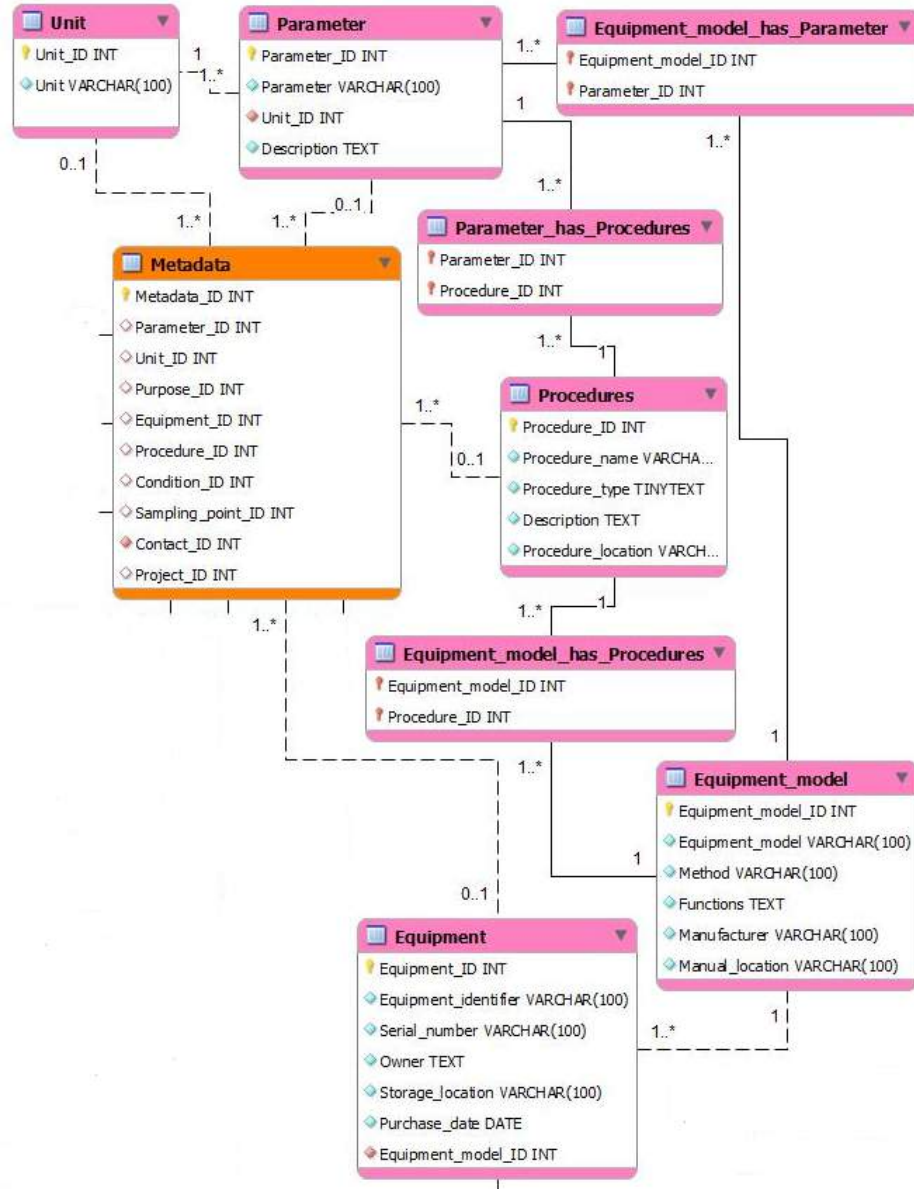 Unit
Unit_ID INT
Unit VARCHAR(100)
Parameter
Parameter_ID INT
Parameter VARCHAR(100)
Unit_ID INT
Description TEXT
Equipment_model_has_Parameter
Equipment_model_ID INT
Parameter_ID INT
1
1..*
1..*
1
1..*
1..*
0..1
1..*
0..1
1..*
Parameter_has_Procedures
Parameter_ID INT
Procedure_ID INT
1..*
1
Metadata
Metadata_ID INT
Parameter_ID INT
Unit_ID INT
Purpose_ID INT
Equipment_ID INT
Procedure_ID INT
Condition_ID INT
Sampling_point_ID INT
Contact_ID INT
Project_ID INT
1..*
0..1
Procedures
Procedure_ID INT
Procedure_name VARCHA...
Procedure_type TINYTEXT
Description TEXT
Procedure_location VARCH...
1..*
1..*
1
Equipment_model_has_Procedures
Equipment_model_ID INT
Procedure_ID INT
1..*
1
1
Equipment_model
Equipment_model_ID INT
Equipment_model VARCHAR(100)
Method VARCHAR(100)
Functions TEXT
Manufacturer VARCHAR(100)
Manual_location VARCHAR(100)
0..1
1
1..*
Equipment
Equipment_ID INT
Equipment_identifer VARCHAR(100)
Serial_number VARCHAR(100)
Owner TEXT
Storage_location VARCHAR(100)
Purchase_date DATE
Equipment_model_ID INT